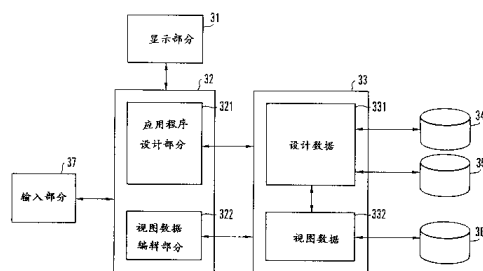 31
显示部分
32
33
321
应用程序
设计部分
331
设计数据
34
35
37
输入部分
322
视图数据
编辑部分
332
视图数据
36